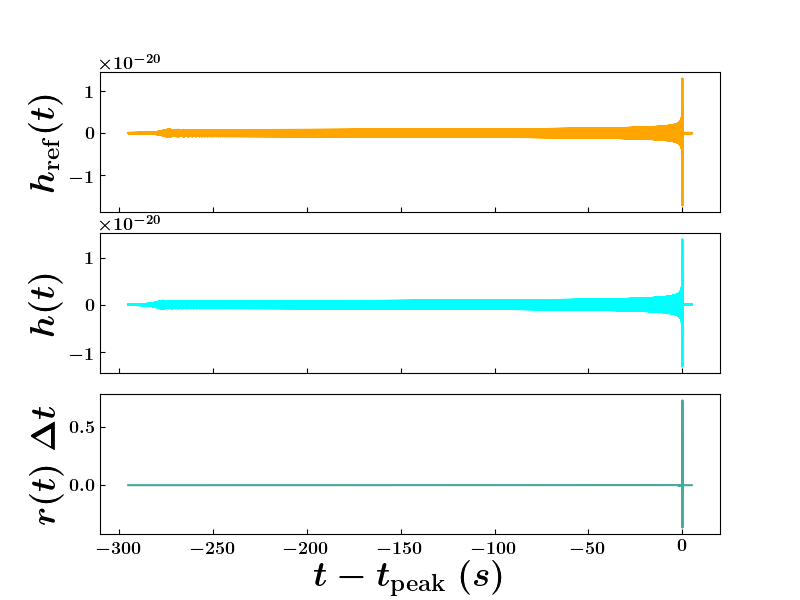 ×10⁻²⁰
1
0
−1
h_ref(t)
×10⁻²⁰
1
0
−1
h(t)
0.5
0.0
r(t) Δt
−300 −250 −200 −150 −100 −50 0
t − t_peak (s)